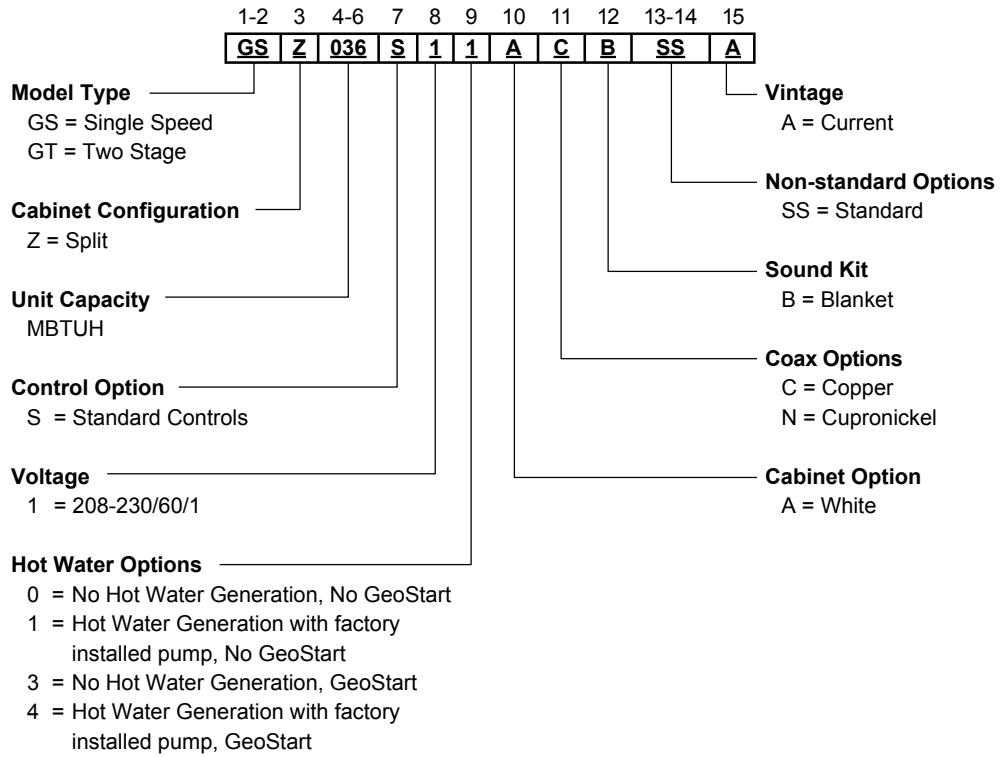 1-2 3 4-6 7 8 9 10 11 12 13-14 15
GS Z 036 S 1 1 A C B SS A
Model Type
GS = Single Speed
GT = Two Stage
Cabinet Configuration
Z = Split
Unit Capacity
MBTUH
Control Option
S = Standard Controls
Voltage
1 = 208-230/60/1
Hot Water Options
0 = No Hot Water Generation, No GeoStart
1 = Hot Water Generation with factory
installed pump, No GeoStart
3 = No Hot Water Generation, GeoStart
4 = Hot Water Generation with factory
installed pump, GeoStart
Vintage
A = Current
Non-standard Options
SS = Standard
Sound Kit
B = Blanket
Coax Options
C = Copper
N = Cupronickel
Cabinet Option
A = White